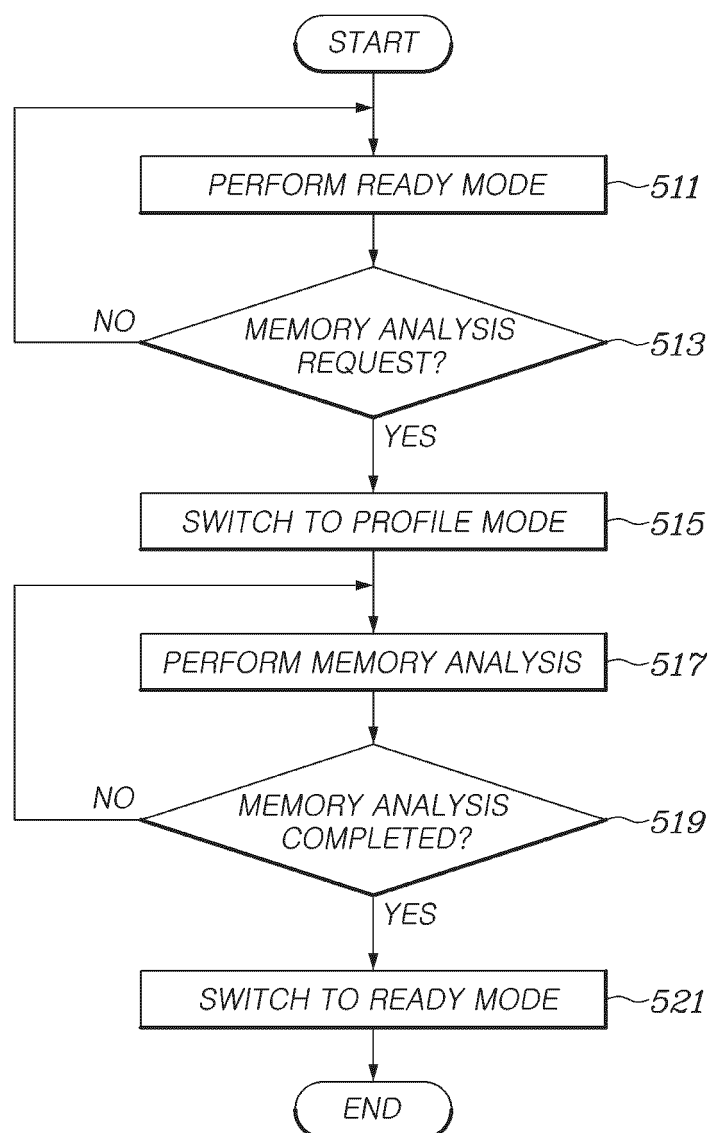 START
PERFORM READY MODE
511
MEMORY ANALYSIS
REQUEST?
513
NO
YES
SWITCH TO PROFILE MODE
515
PERFORM MEMORY ANALYSIS
517
MEMORY ANALYSIS
COMPLETED?
519
NO
YES
SWITCH TO READY MODE
521
END